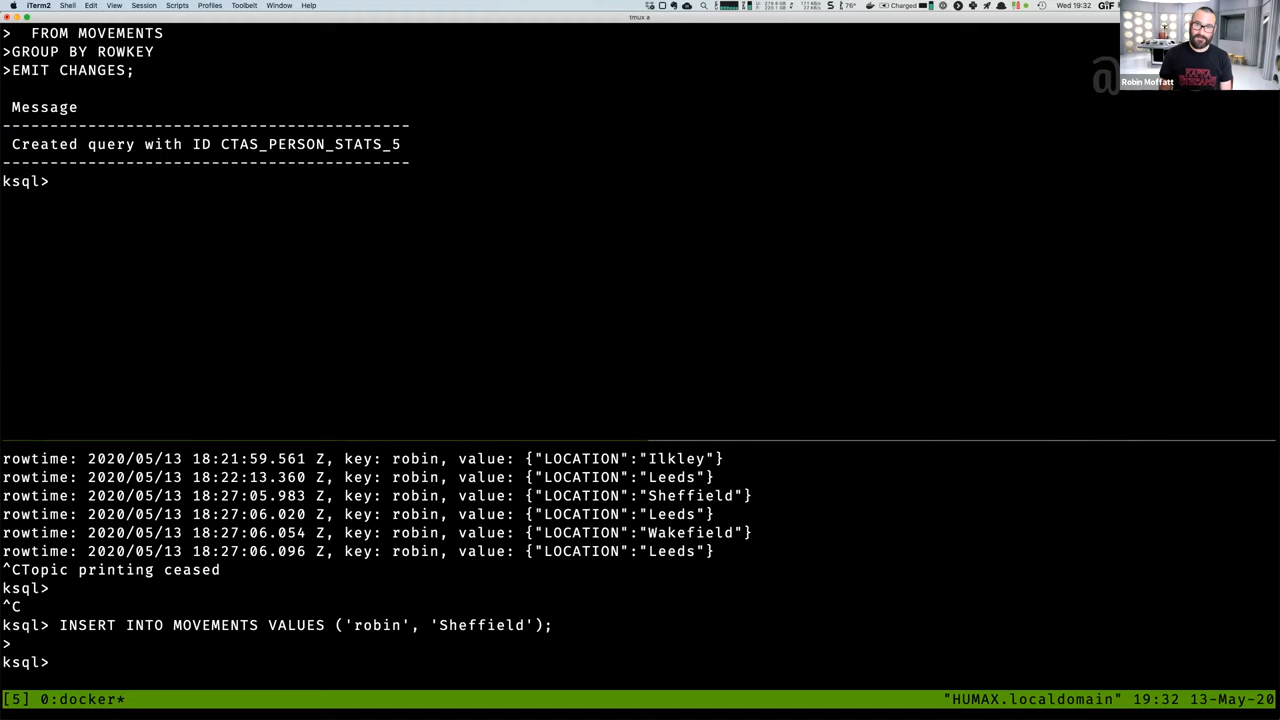 iTerm2 Shell Edit View Session Scripts Profiles Toolbelt Window Help
76° Charged Wed 19:32 GIF
tmux a
> FROM MOVEMENTS
>GROUP BY ROWKEY
>EMIT CHANGES;
@
Robin Moffatt
Message
-------------------------------------------
Created query with ID CTAS_PERSON_STATS_5
-------------------------------------------
ksql>
rowtime: 2020/05/13 18:21:59.561 Z, key: robin, value: {"LOCATION":"Ilkley"}
rowtime: 2020/05/13 18:22:13.360 Z, key: robin, value: {"LOCATION":"Leeds"}
rowtime: 2020/05/13 18:27:05.983 Z, key: robin, value: {"LOCATION":"Sheffield"}
rowtime: 2020/05/13 18:27:06.020 Z, key: robin, value: {"LOCATION":"Leeds"}
rowtime: 2020/05/13 18:27:06.054 Z, key: robin, value: {"LOCATION":"Wakefield"}
rowtime: 2020/05/13 18:27:06.096 Z, key: robin, value: {"LOCATION":"Leeds"}
^CTopic printing ceased
ksql>
^C
ksql> INSERT INTO MOVEMENTS VALUES ('robin', 'Sheffield');
>
ksql>
[5] 0:docker* "HUMAX.localdomain" 19:32 13-May-20